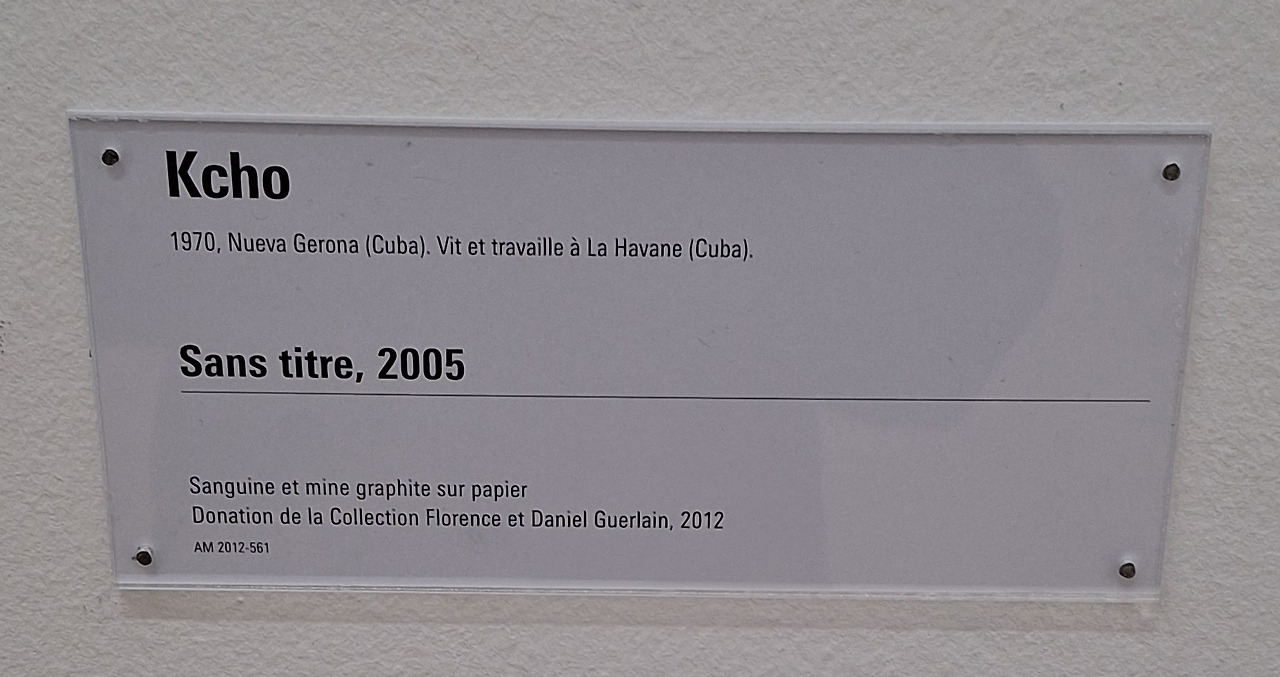 Kcho
1970, Nueva Gerona (Cuba). Vit et travaille à La Havane (Cuba).
Sans titre, 2005
Sanguine et mine graphite sur papier
Donation de la Collection Florence et Daniel Guerlain, 2012
AM 2012-561